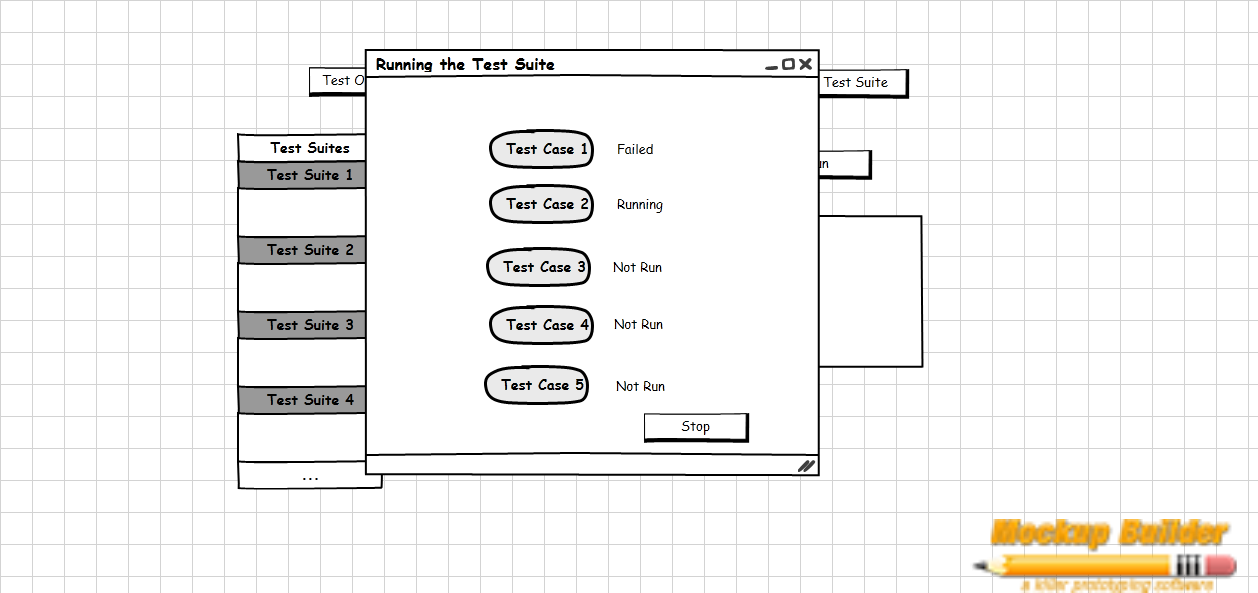 Running the Test Suite
Test O
Test Suite
Test Suites
Test Case 1 Failed
un
Test Suite 1
Test Case 2 Running
Test Suite 2
Test Case 3 Not Run
Test Suite 3
Test Case 4 Not Run
Test Suite 4
Test Case 5 Not Run
Stop
...
Mockup Builder
a killer prototyping software